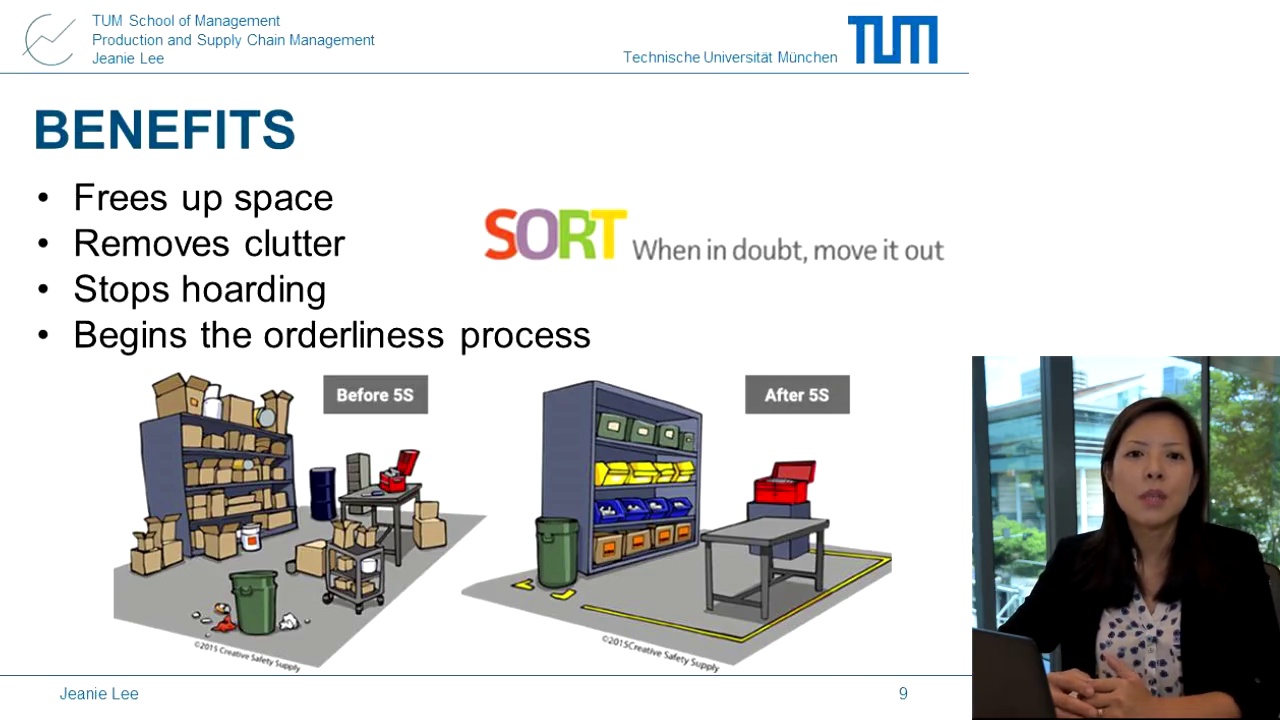 TUM School of Management
Production and Supply Chain Management
Jeanie Lee
Technische Universität München
TUM
BENEFITS
• Frees up space
• Removes clutter
• Stops hoarding
• Begins the orderliness process
SORT When in doubt, move it out
Before 5S
After 5S
©2015 Creative Safety Supply
©2015Creative Safety Supply
Jeanie Lee
9